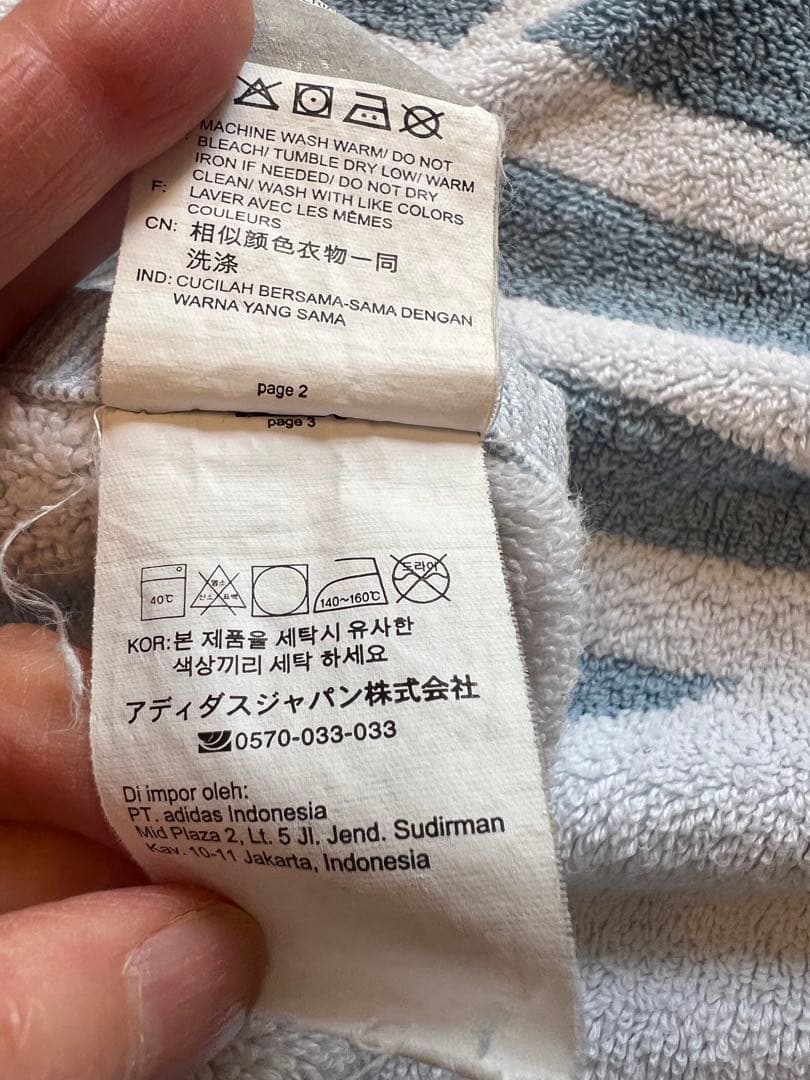 MACHINE WASH WARM/ DO NOT
BLEACH/ TUMBLE DRY LOW/ WARM
IRON IF NEEDED/ DO NOT DRY
CLEAN/ WASH WITH LIKE COLORS
F: LAVER AVEC LES MÊMES
COULEURS
CN: 相似颜色衣物一同
洗涤
IND: CUCILAH BERSAMA-SAMA DENGAN
WARNA YANG SAMA
page 2
page 3
40℃
140~160℃
드라이
KOR:본 제품을 세탁시 유사한
색상끼리 세탁 하세요
アディダスジャパン株式会社
0570-033-033
Di impor oleh:
PT. adidas Indonesia
Mid Plaza 2, Lt. 5 Jl. Jend. Sudirman
Kav. 10-11 Jakarta, Indonesia